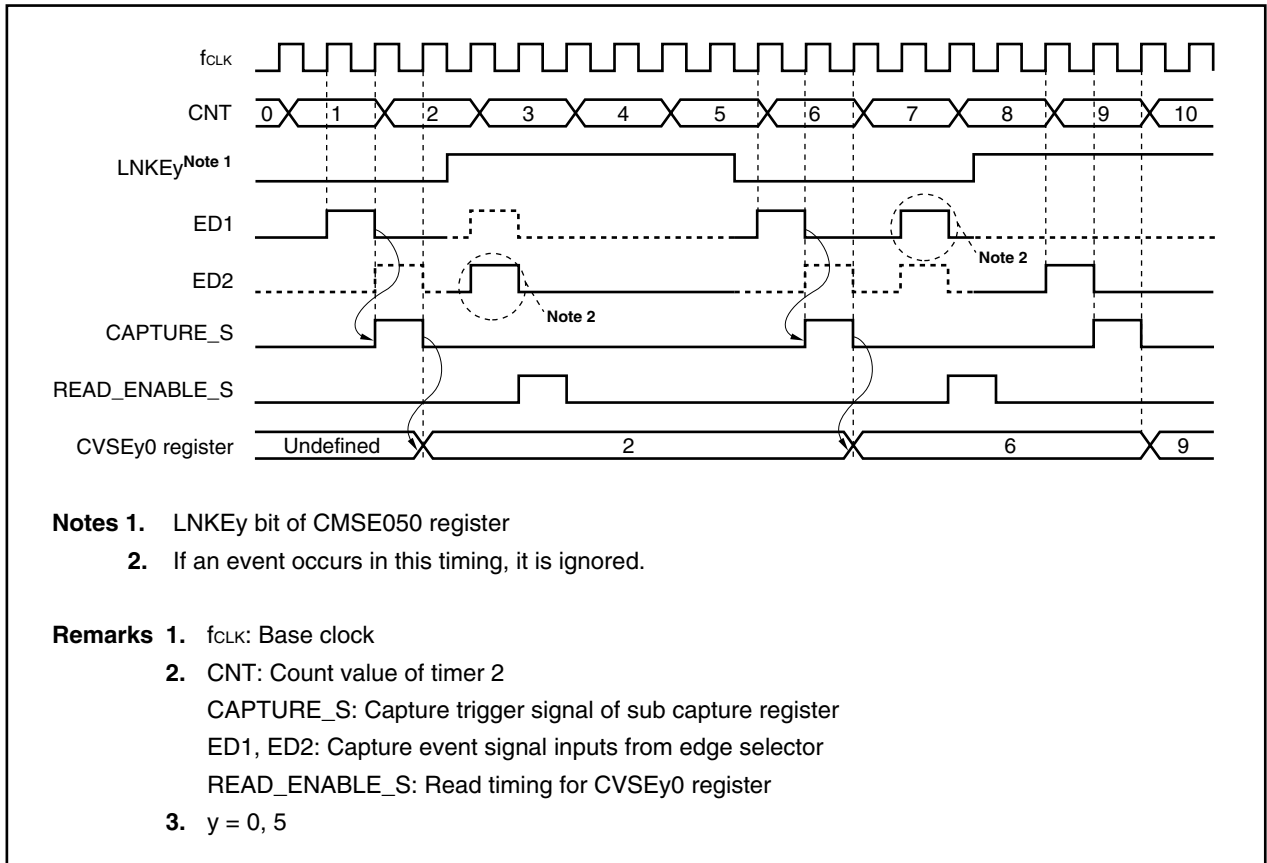 fCLK
CNT 0 1 2 3 4 5 6 7 8 9 10
LNKEyNote 1
ED1
Note 2
ED2
Note 2
CAPTURE_S
READ_ENABLE_S
CVSEy0 register Undefined 2 6 9
Notes 1. LNKEy bit of CMSE050 register
2. If an event occurs in this timing, it is ignored.
Remarks 1. fCLK: Base clock
2. CNT: Count value of timer 2
CAPTURE_S: Capture trigger signal of sub capture register
ED1, ED2: Capture event signal inputs from edge selector
READ_ENABLE_S: Read timing for CVSEy0 register
3. y = 0, 5